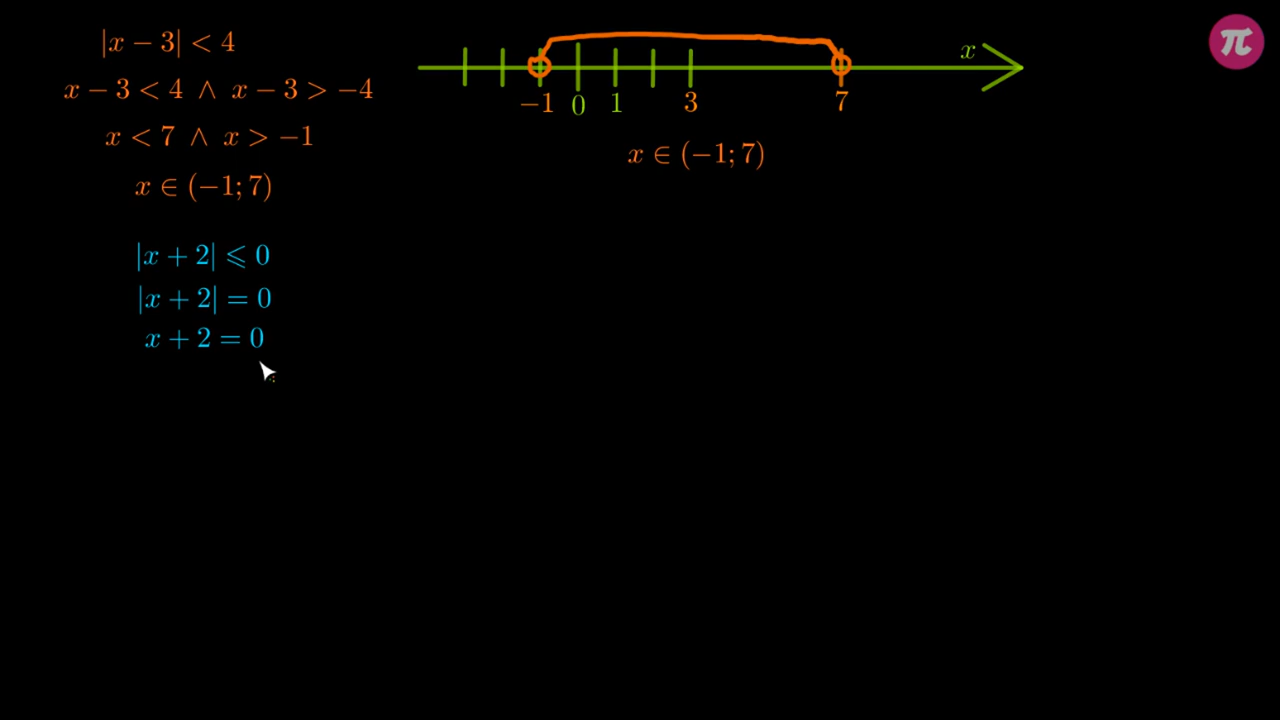 |x − 3| < 4
x − 3 < 4 ∧ x − 3 > −4
x < 7 ∧ x > −1
x ∈ (−1; 7)
|x + 2| ⩽ 0
|x + 2| = 0
x + 2 = 0
x
−1 0 1 3 7
x ∈ (−1; 7)
π